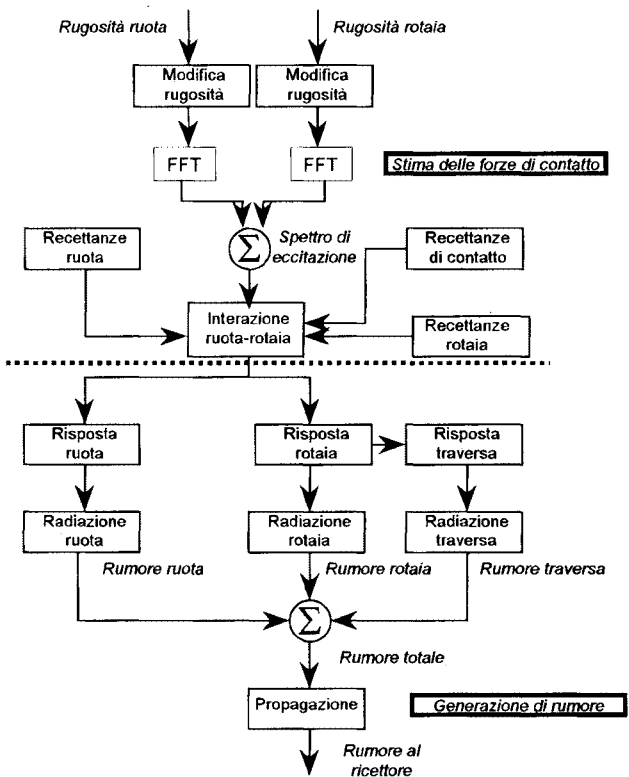 Rugosità ruota
Rugosità rotaia
Modifica
rugosità
Modifica
rugosità
FFT
FFT
Stima delle forze di contatto
Σ
Spettro di
eccitazione
Recettanze
ruota
Recettanze
di contatto
Interazione
ruota-rotaia
Recettanze
rotaia
Risposta
ruota
Risposta
rotaia
Risposta
traversa
Radiazione
ruota
Radiazione
rotaia
Radiazione
traversa
Rumore ruota
Rumore rotaia
Rumore traversa
Σ
Rumore totale
Propagazione
Generazione di rumore
Rumore al
ricettore